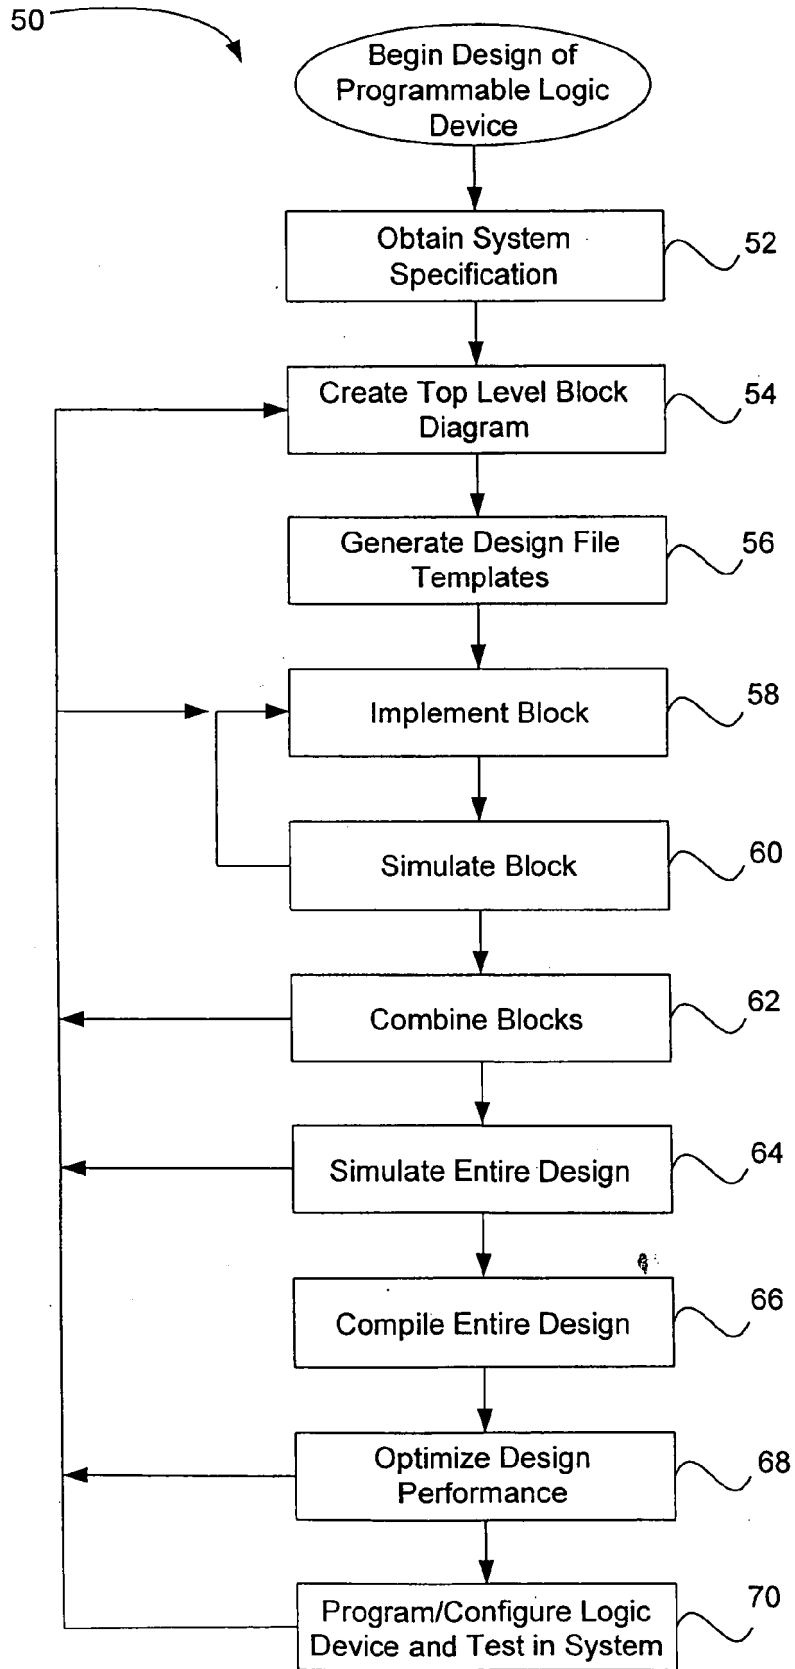 50
Begin Design of
Programmable Logic
Device
Obtain System
Specification
52
Create Top Level Block
Diagram
54
Generate Design File
Templates
56
Implement Block
58
Simulate Block
60
Combine Blocks
62
Simulate Entire Design
64
Compile Entire Design
66
Optimize Design
Performance
68
Program/Configure Logic
Device and Test in System
70